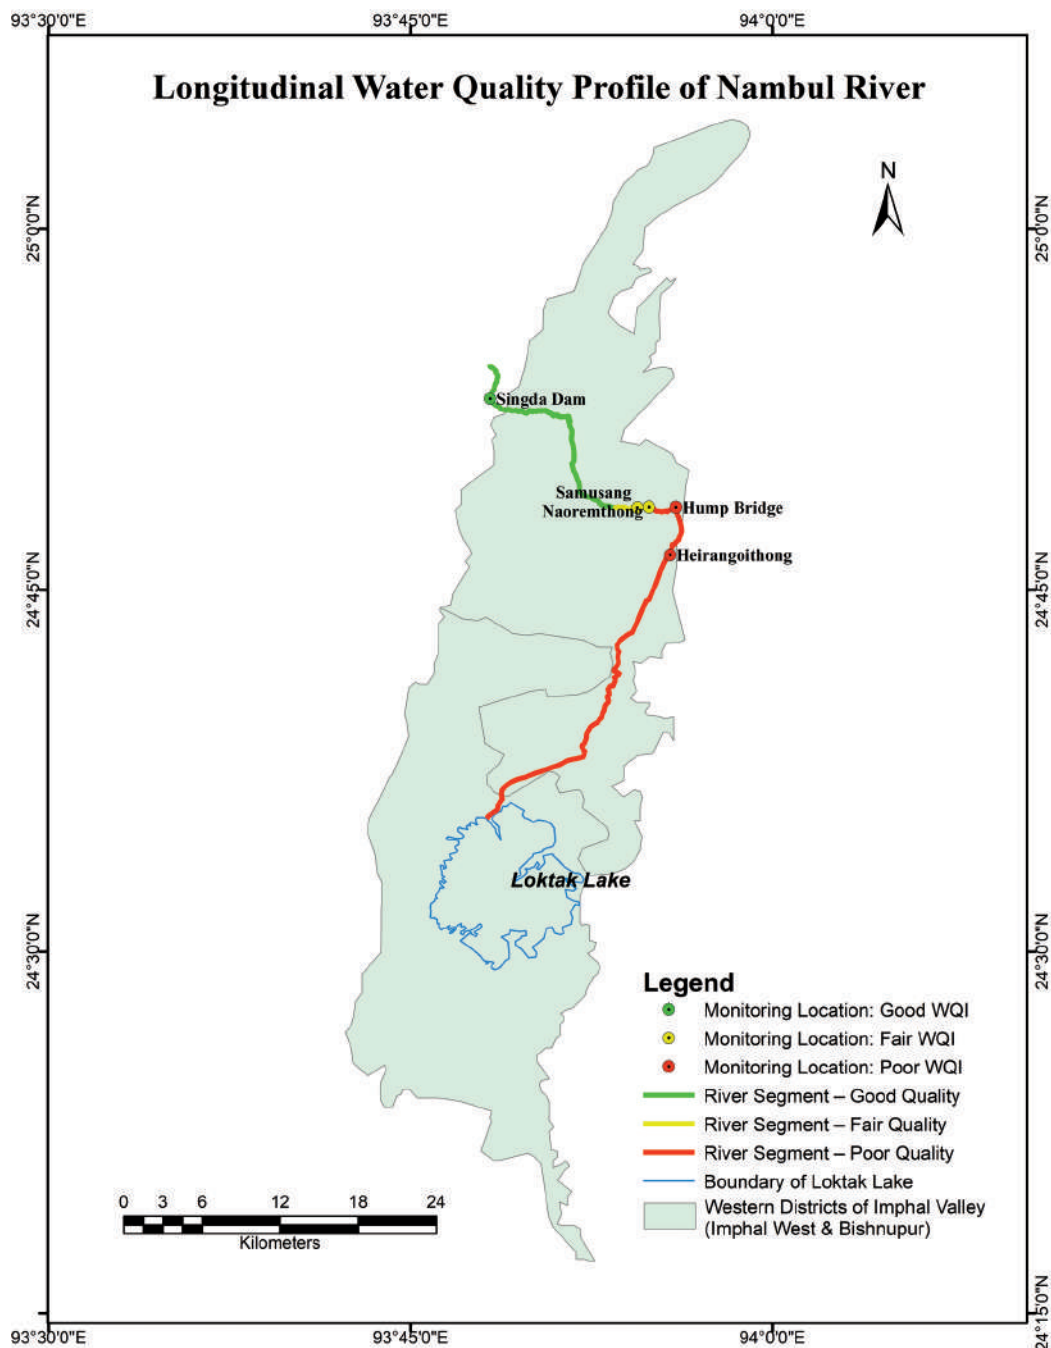 93°30'0"E
93°45'0"E
94°0'0"E
Longitudinal Water Quality Profile of Nambul River
N
25°0'0"N
25°0'0"N
Singda Dam
Samusang
Naoremthong
Hump Bridge
Heirangoithong
24°45'0"N
24°45'0"N
Loktak Lake
24°30'0"N
24°30'0"N
Legend
Monitoring Location: Good WQI
Monitoring Location: Fair WQI
Monitoring Location: Poor WQI
River Segment – Good Quality
River Segment – Fair Quality
River Segment – Poor Quality
Boundary of Loktak Lake
Western Districts of Imphal Valley
(Imphal West & Bishnupur)
0 3 6 12 18 24
Kilometers
24°15'0"N
93°30'0"E
93°45'0"E
94°0'0"E
24°15'0"N